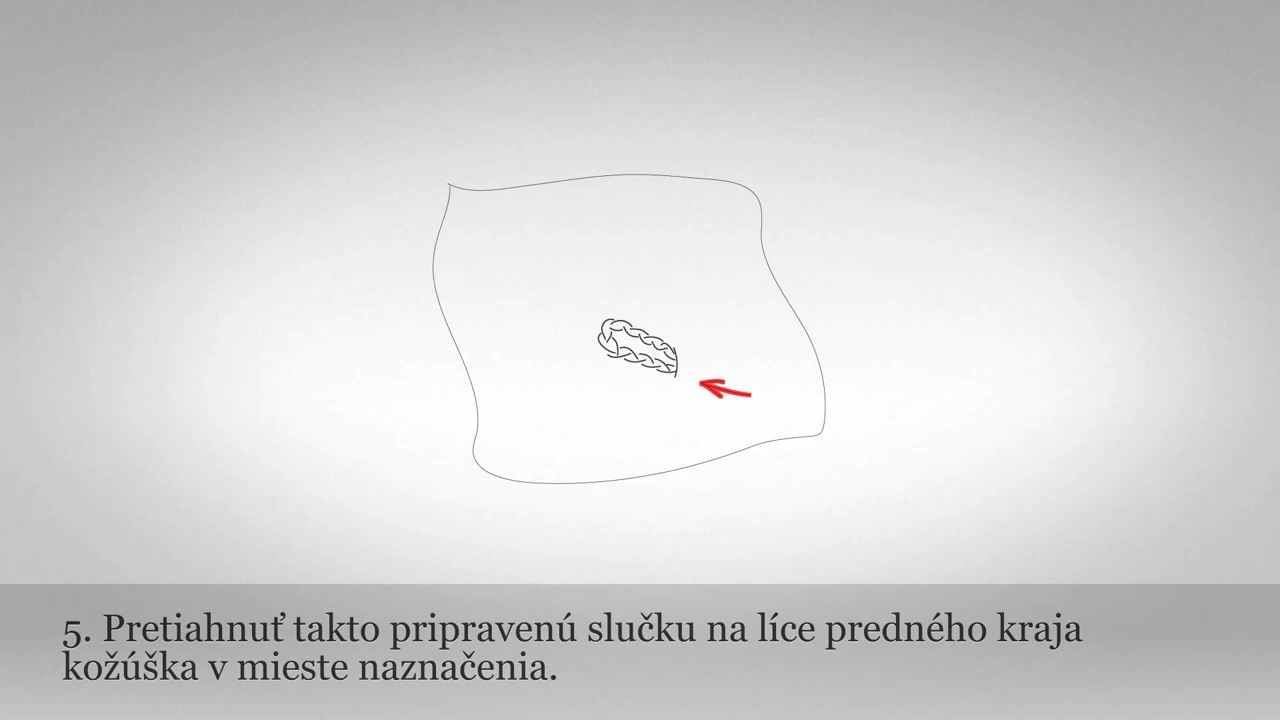 5. Pretiahnuť takto pripravenú slučku na líce predného kraja
kožúška v mieste naznačenia.